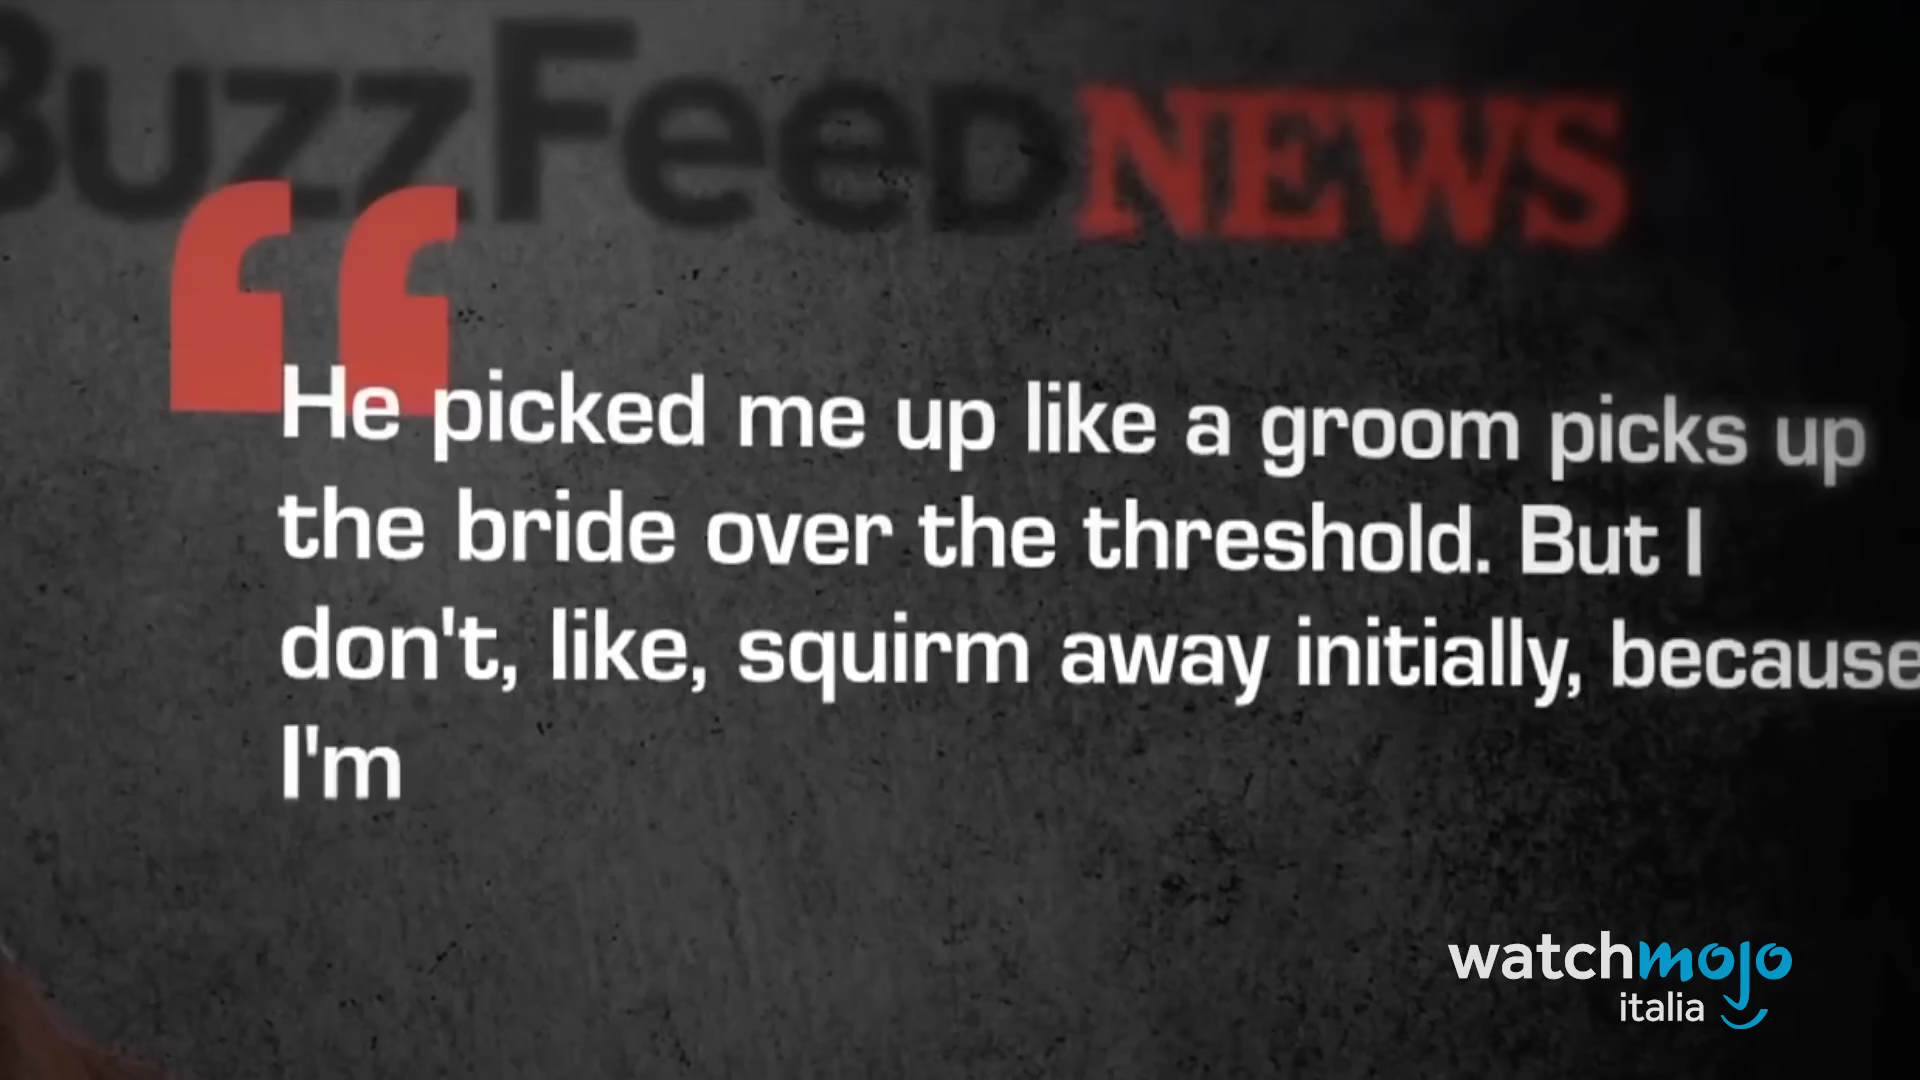 BuzzFeeD NEWS
“
He picked me up like a groom picks up
the bride over the threshold. But I
don't, like, squirm away initially, because
I'm
watchmojo
italia